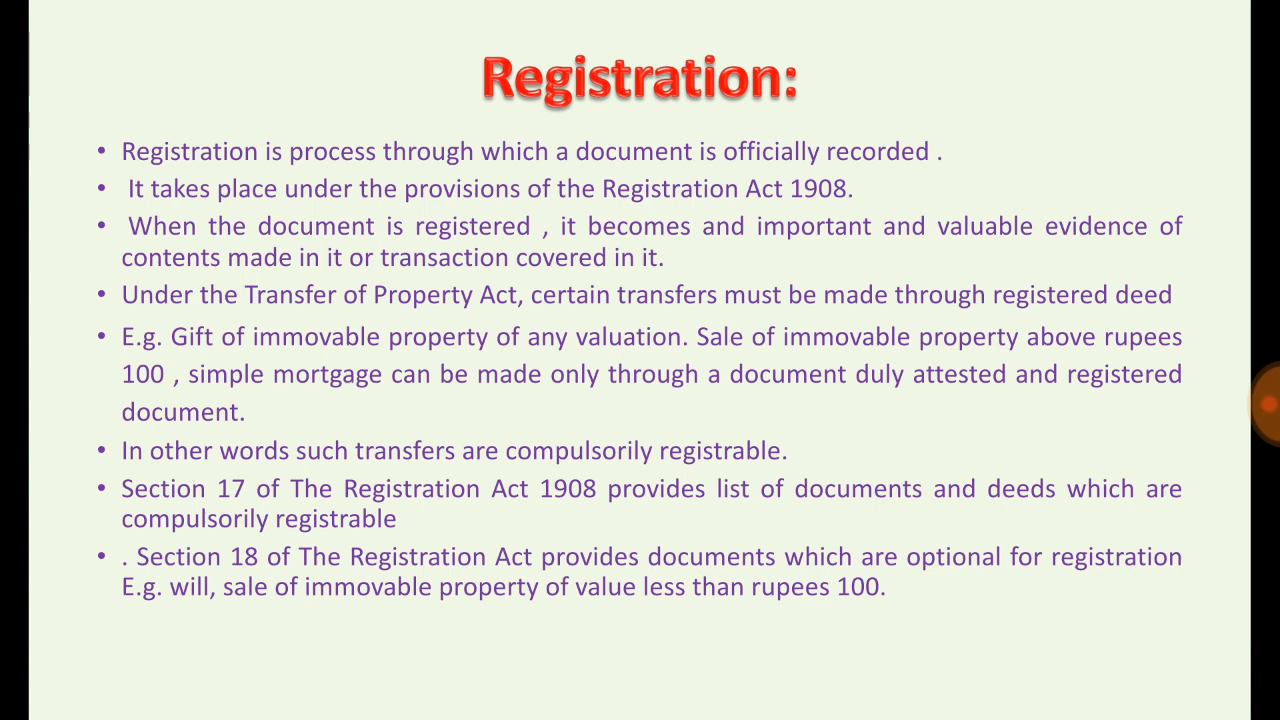 Registration:
• Registration is process through which a document is officially recorded .
• It takes place under the provisions of the Registration Act 1908.
• When the document is registered , it becomes and important and valuable evidence of
contents made in it or transaction covered in it.
• Under the Transfer of Property Act, certain transfers must be made through registered deed
• E.g. Gift of immovable property of any valuation. Sale of immovable property above rupees
100 , simple mortgage can be made only through a document duly attested and registered
document.
• In other words such transfers are compulsorily registrable.
• Section 17 of The Registration Act 1908 provides list of documents and deeds which are
compulsorily registrable
• . Section 18 of The Registration Act provides documents which are optional for registration
E.g. will, sale of immovable property of value less than rupees 100.